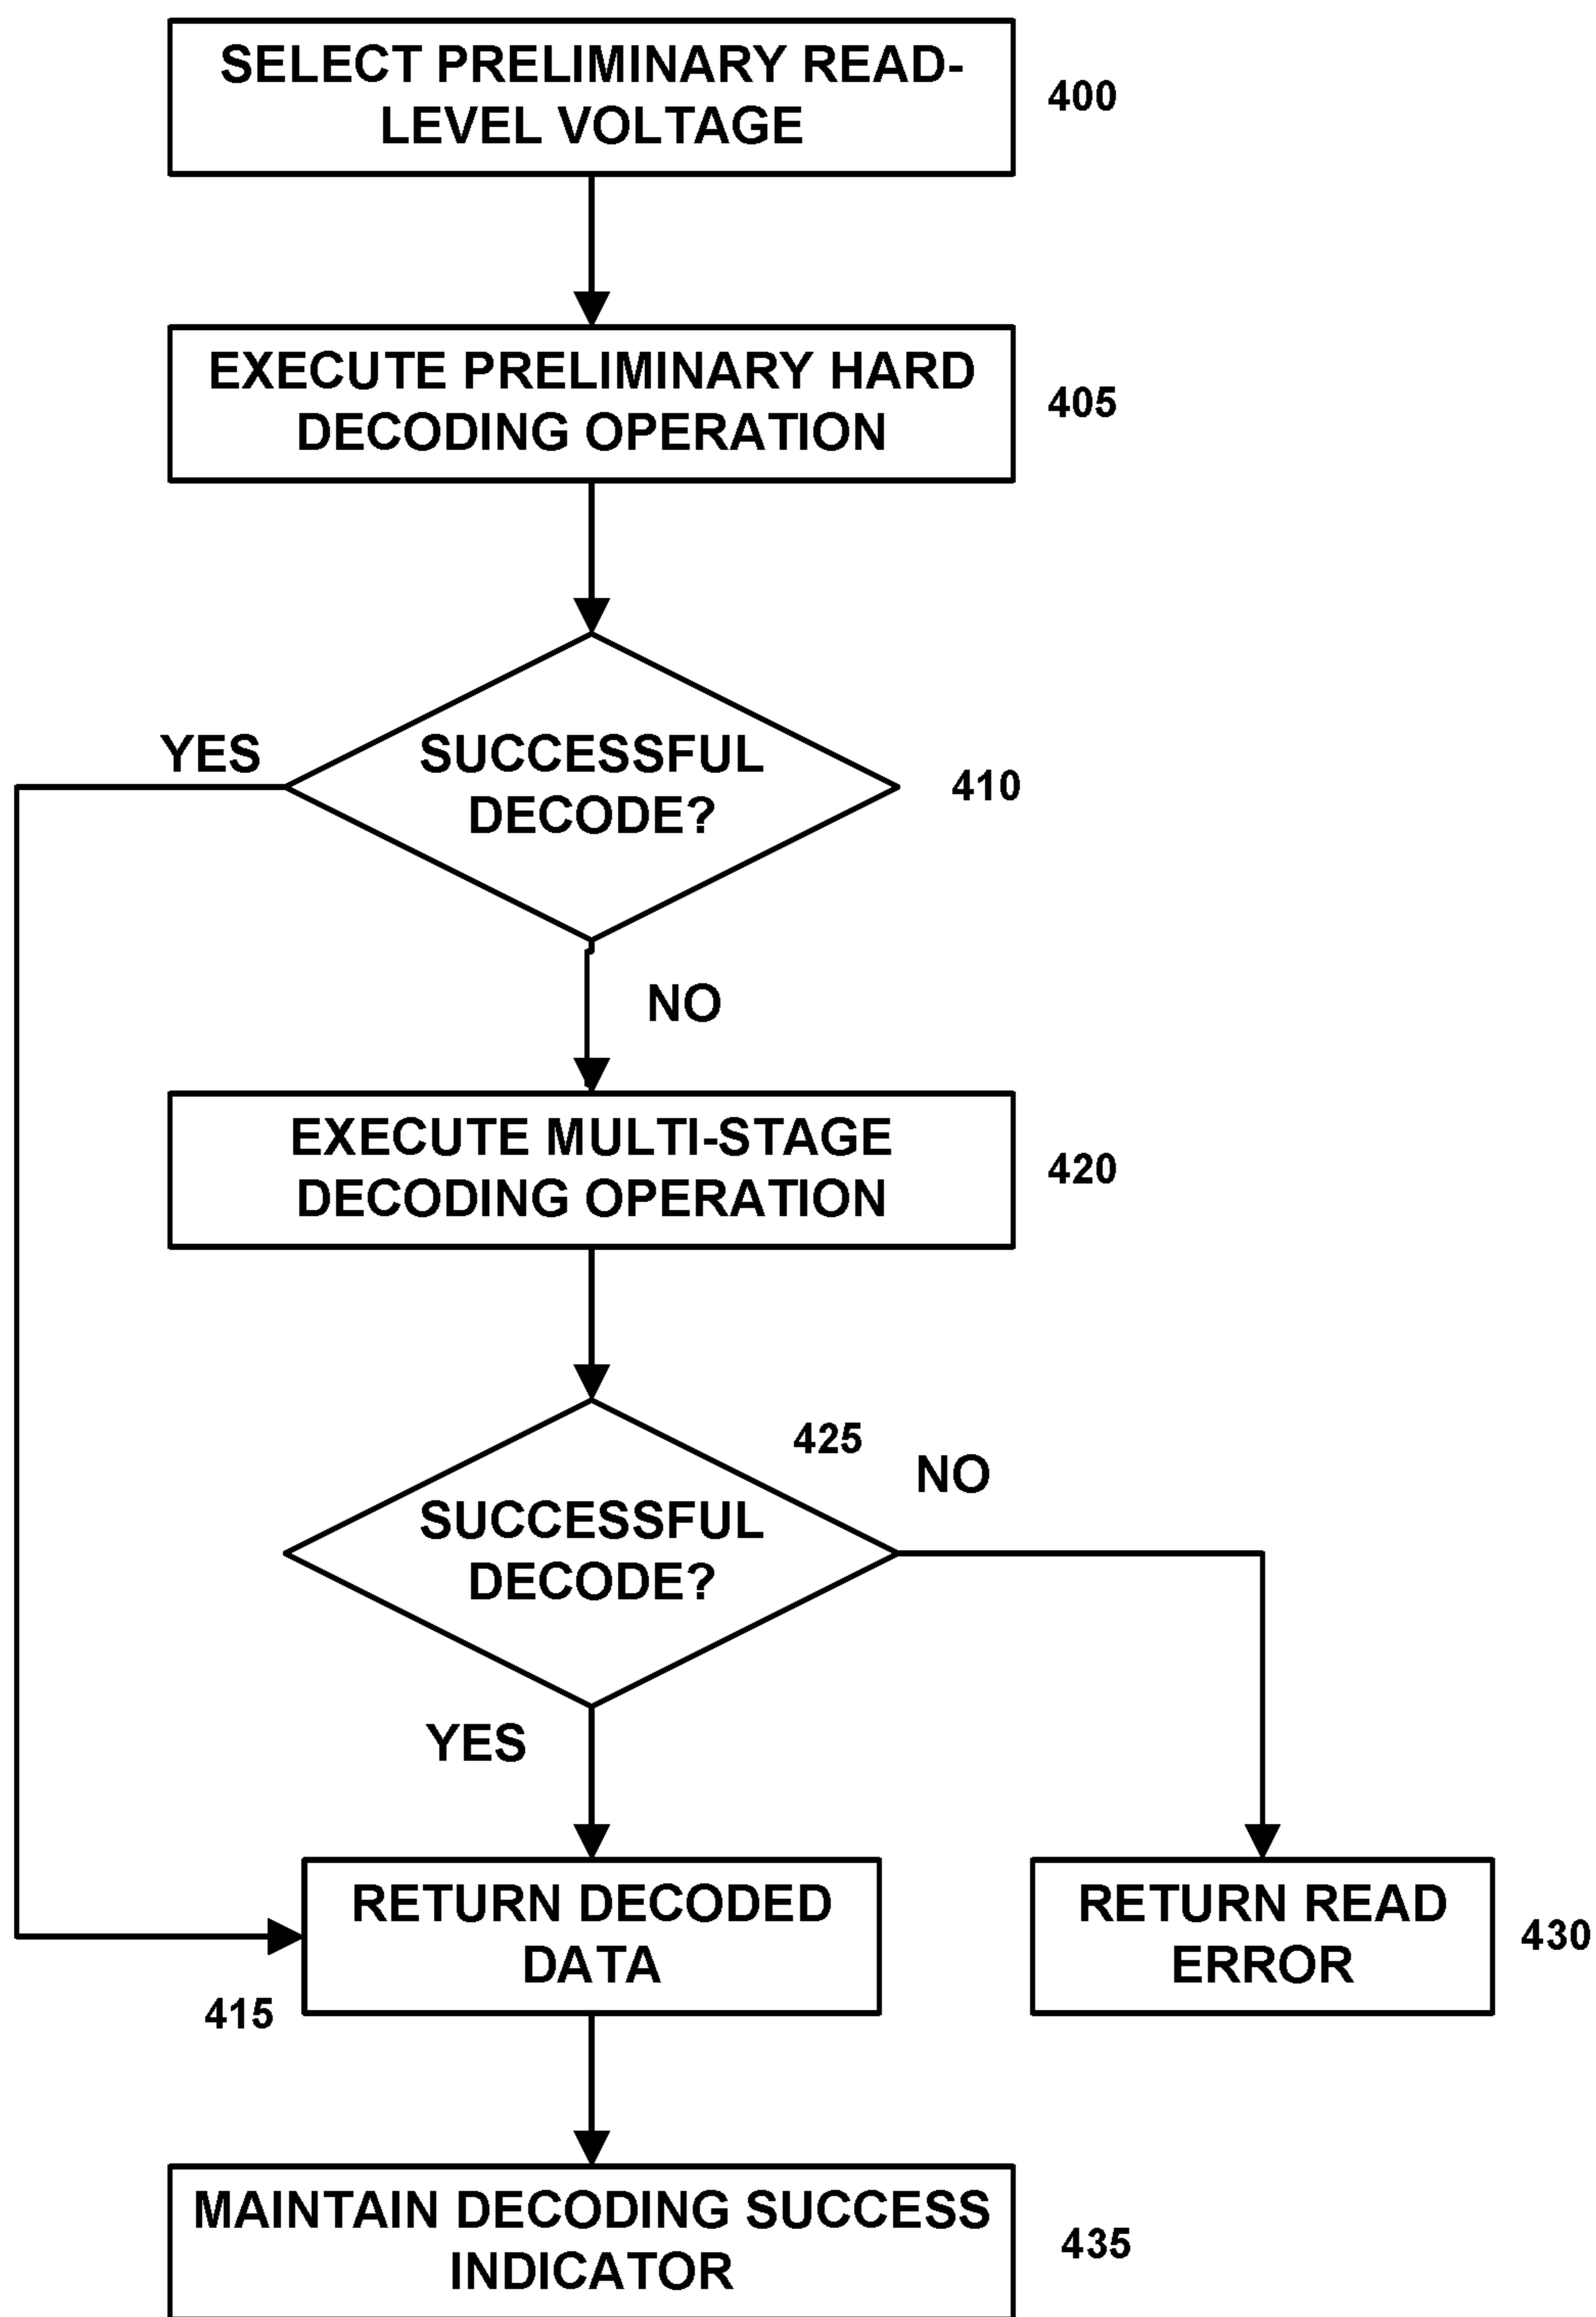 SELECT PRELIMINARY READ-
LEVEL VOLTAGE
400
EXECUTE PRELIMINARY HARD
DECODING OPERATION
405
YES
SUCCESSFUL
DECODE?
410
NO
EXECUTE MULTI-STAGE
DECODING OPERATION
420
425
NO
SUCCESSFUL
DECODE?
YES
RETURN DECODED
DATA
415
RETURN READ
ERROR
430
MAINTAIN DECODING SUCCESS
INDICATOR
435